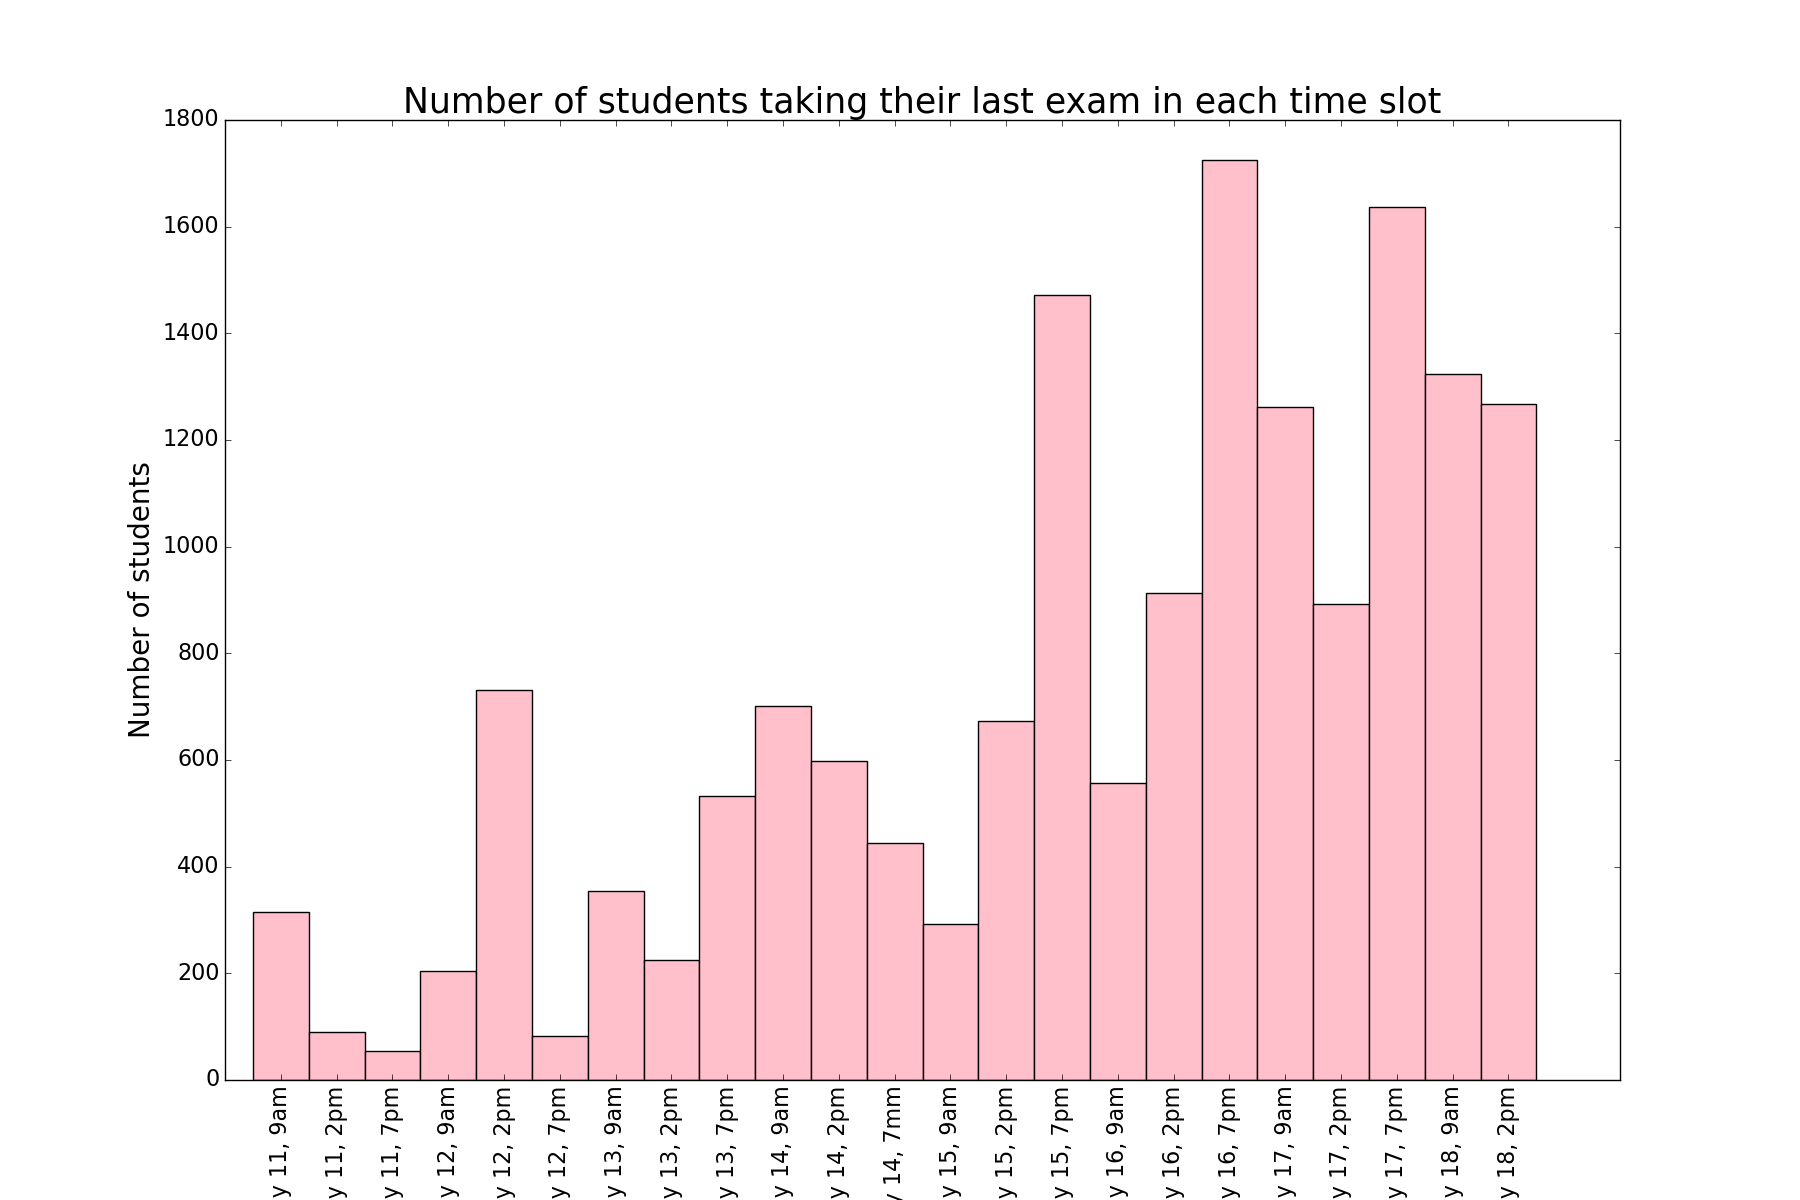 Number of students taking their last exam in each time slot
Number of students
1800
1600
1400
1200
1000
800
600
400
200
0
y 11, 9am
y 11, 2pm
y 11, 7pm
y 12, 9am
y 12, 2pm
y 12, 7pm
y 13, 9am
y 13, 2pm
y 13, 7pm
y 14, 9am
y 14, 2pm
y 14, 7mm
y 15, 9am
y 15, 2pm
y 15, 7pm
y 16, 9am
y 16, 2pm
y 16, 7pm
y 17, 9am
y 17, 2pm
y 17, 7pm
y 18, 9am
y 18, 2pm